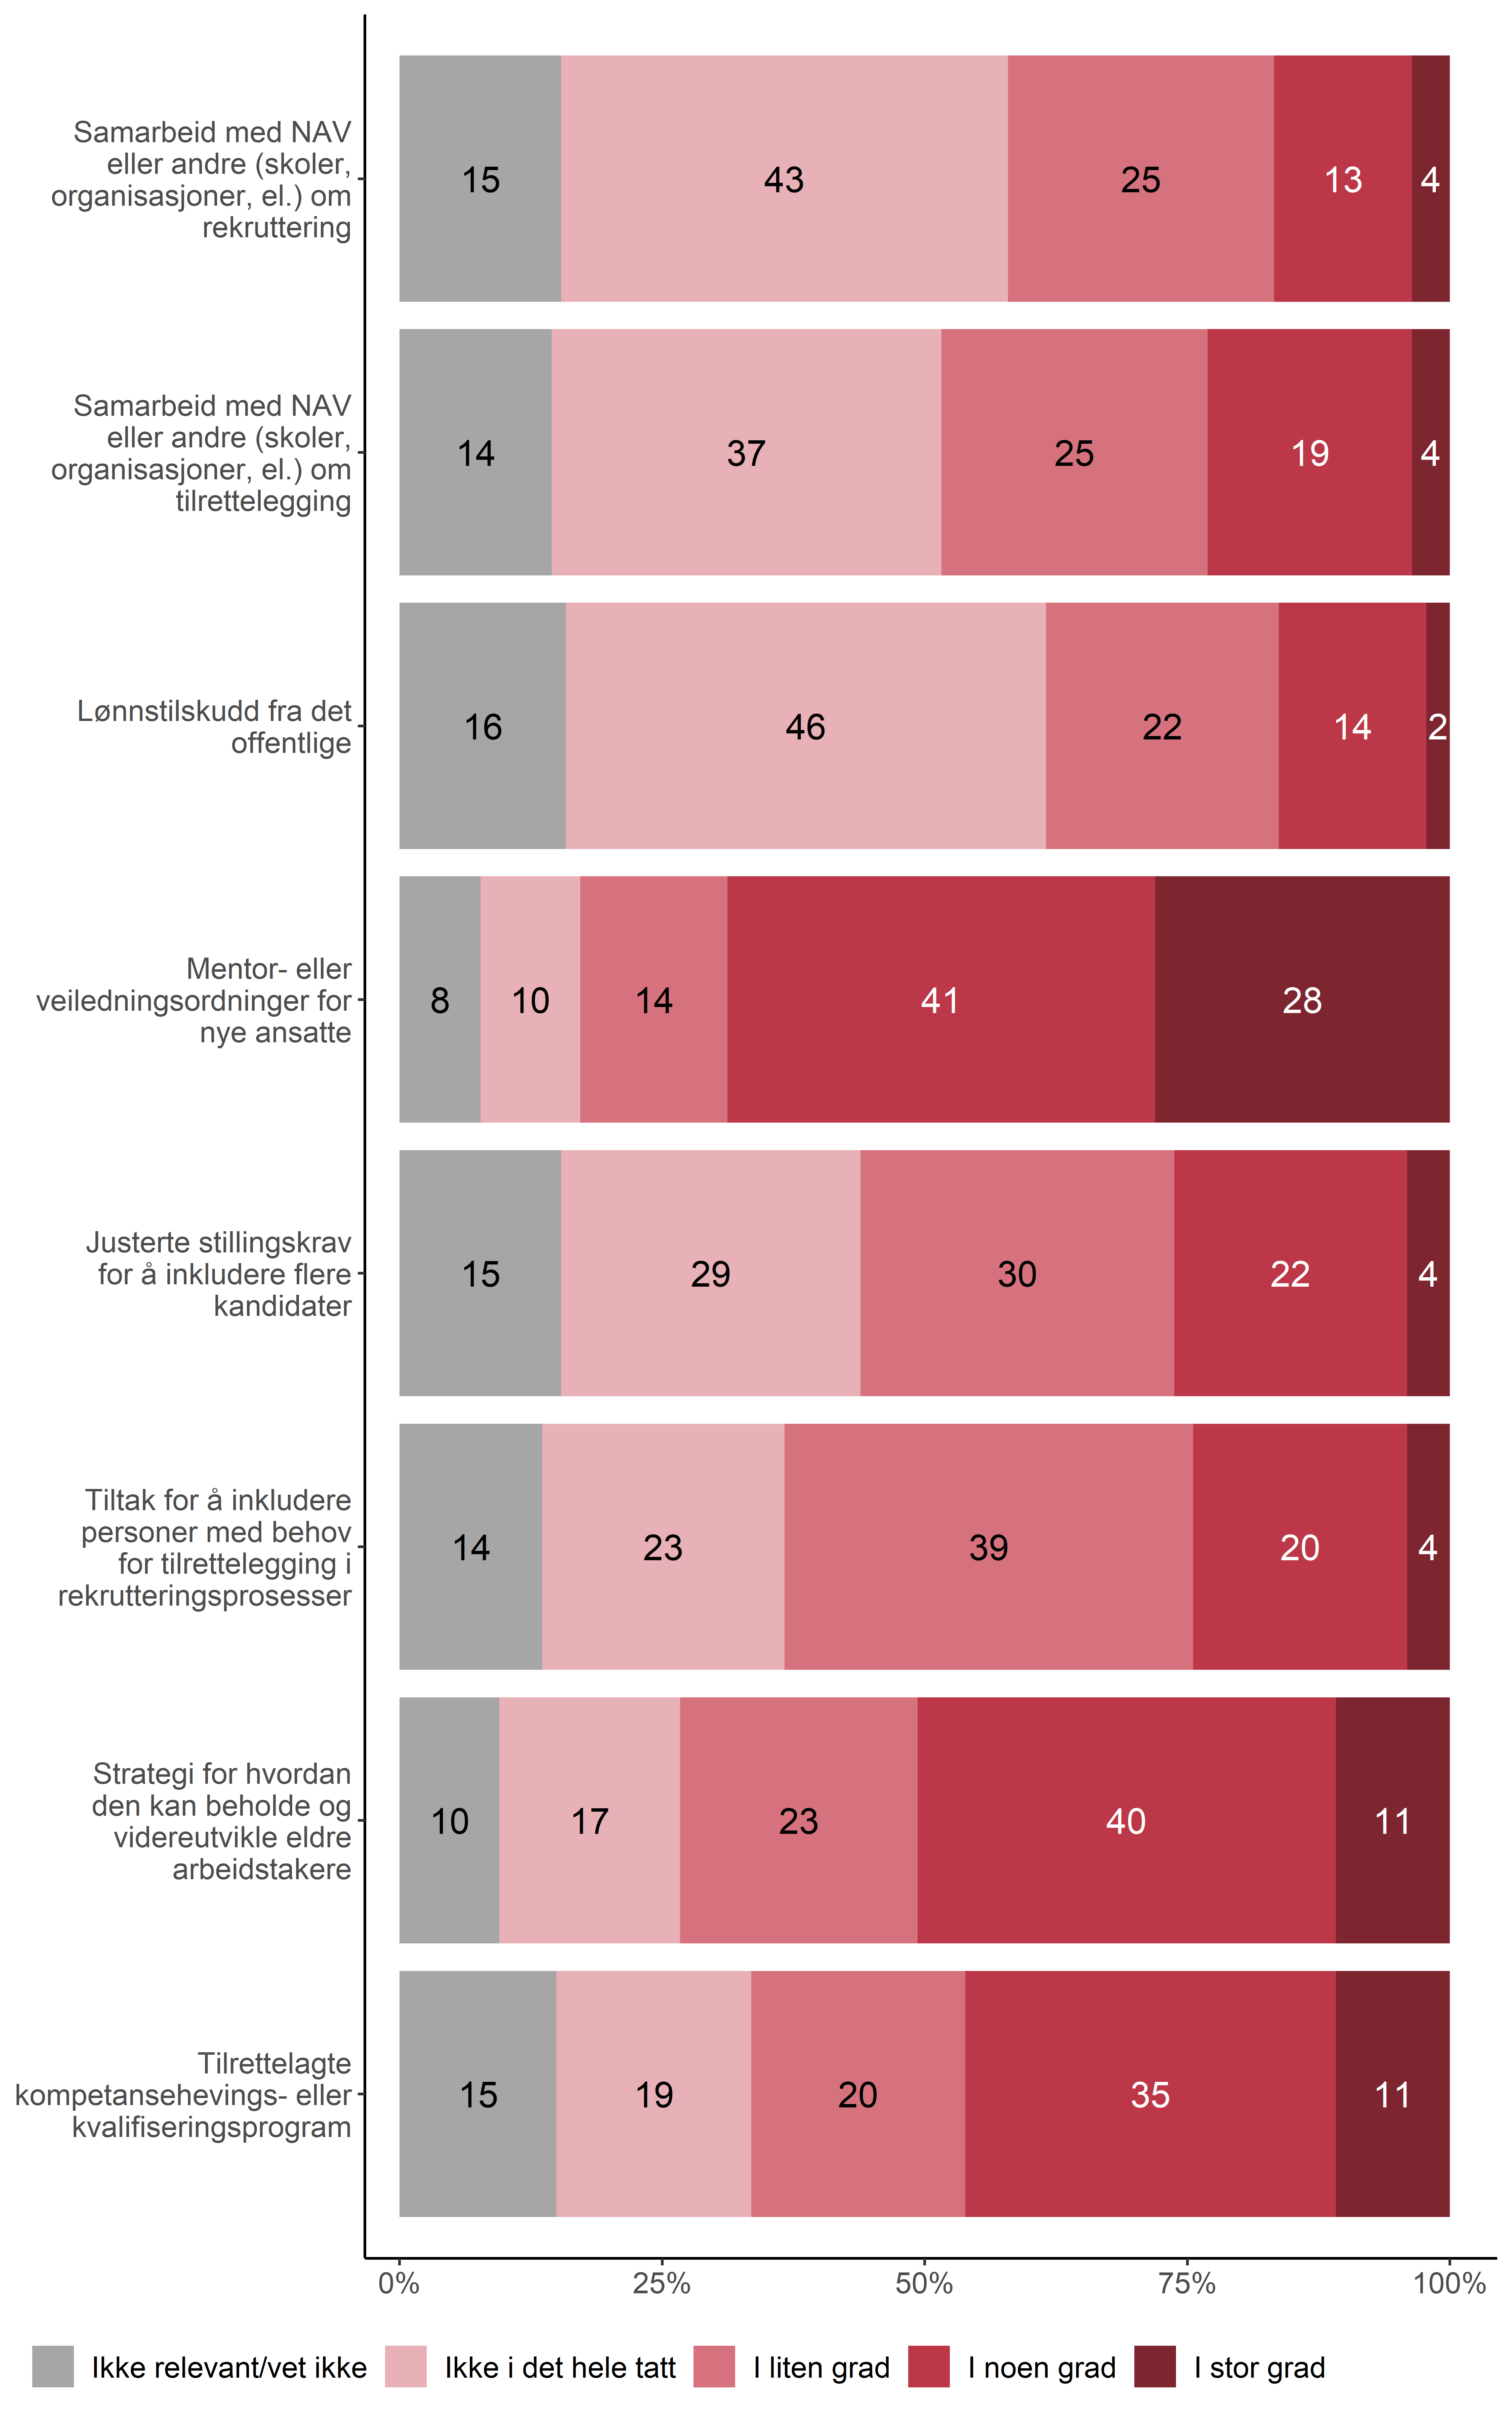 Samarbeid med NAV
eller andre (skoler,
organisasjoner, el.) om
rekruttering
15 43 25 13 4
Samarbeid med NAV
eller andre (skoler,
organisasjoner, el.) om
tilrettelegging
14 37 25 19 4
Lønnstilskudd fra det
offentlige
16 46 22 14 2
Mentor- eller
veiledningsordninger for
nye ansatte
8 10 14 41 28
Justerte stillingskrav
for å inkludere flere
kandidater
15 29 30 22 4
Tiltak for å inkludere
personer med behov
for tilrettelegging i
rekrutteringsprosesser
14 23 39 20 4
Strategi for hvordan
den kan beholde og
videreutvikle eldre
arbeidstakere
10 17 23 40 11
Tilrettelagte
kompetansehevings- eller
kvalifiseringsprogram
15 19 20 35 11
0% 25% 50% 75% 100%
Ikke relevant/vet ikke Ikke i det hele tatt I liten grad I noen grad I stor grad